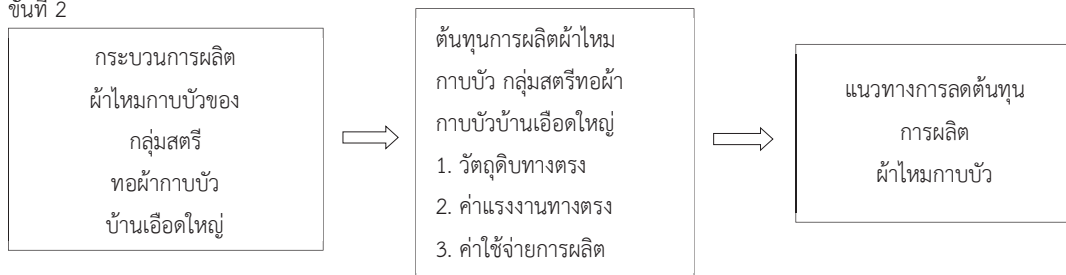 ขั้นที่ 2
กระบวนการผลิต
ผ้าไหมกาบบัวของ
กลุ่มสตรี
ทอผ้ากาบบัว
บ้านเอือดใหญ่
ต้นทุนการผลิตผ้าไหม
กาบบัว กลุ่มสตรีทอผ้า
กาบบัวบ้านเอือดใหญ่
1. วัตถุดิบทางตรง
2. ค่าแรงงานทางตรง
3. ค่าใช้จ่ายการผลิต
แนวทางการลดต้นทุน
การผลิต
ผ้าไหมกาบบัว